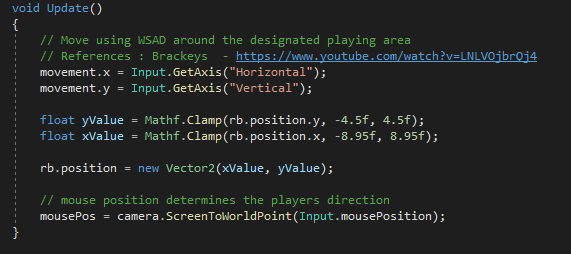 void Update()
{
// Move using WSAD around the designated playing area
// References : Brackeys  - https://www.youtube.com/watch?v=LNLVOjbrQj4
movement.x = Input.GetAxis("Horizontal");
movement.y = Input.GetAxis("Vertical");
float yValue = Mathf.Clamp(rb.position.y, -4.5f, 4.5f);
float xValue = Mathf.Clamp(rb.position.x, -8.95f, 8.95f);
rb.position = new Vector2(xValue, yValue);
// mouse position determines the players direction
mousePos = camera.ScreenToWorldPoint(Input.mousePosition);
}